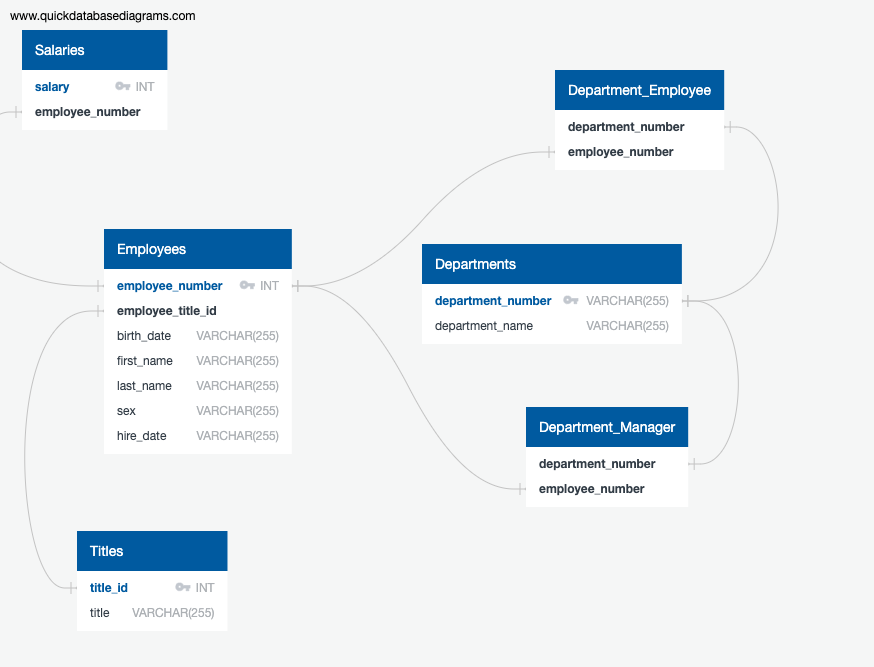 www.quickdatabasediagrams.com
Salaries
salary INT
employee_number
Department_Employee
department_number
employee_number
Employees
employee_number INT
employee_title_id
birth_date VARCHAR(255)
first_name VARCHAR(255)
last_name VARCHAR(255)
sex VARCHAR(255)
hire_date VARCHAR(255)
Departments
department_number VARCHAR(255)
department_name VARCHAR(255)
Department_Manager
department_number
employee_number
Titles
title_id INT
title VARCHAR(255)